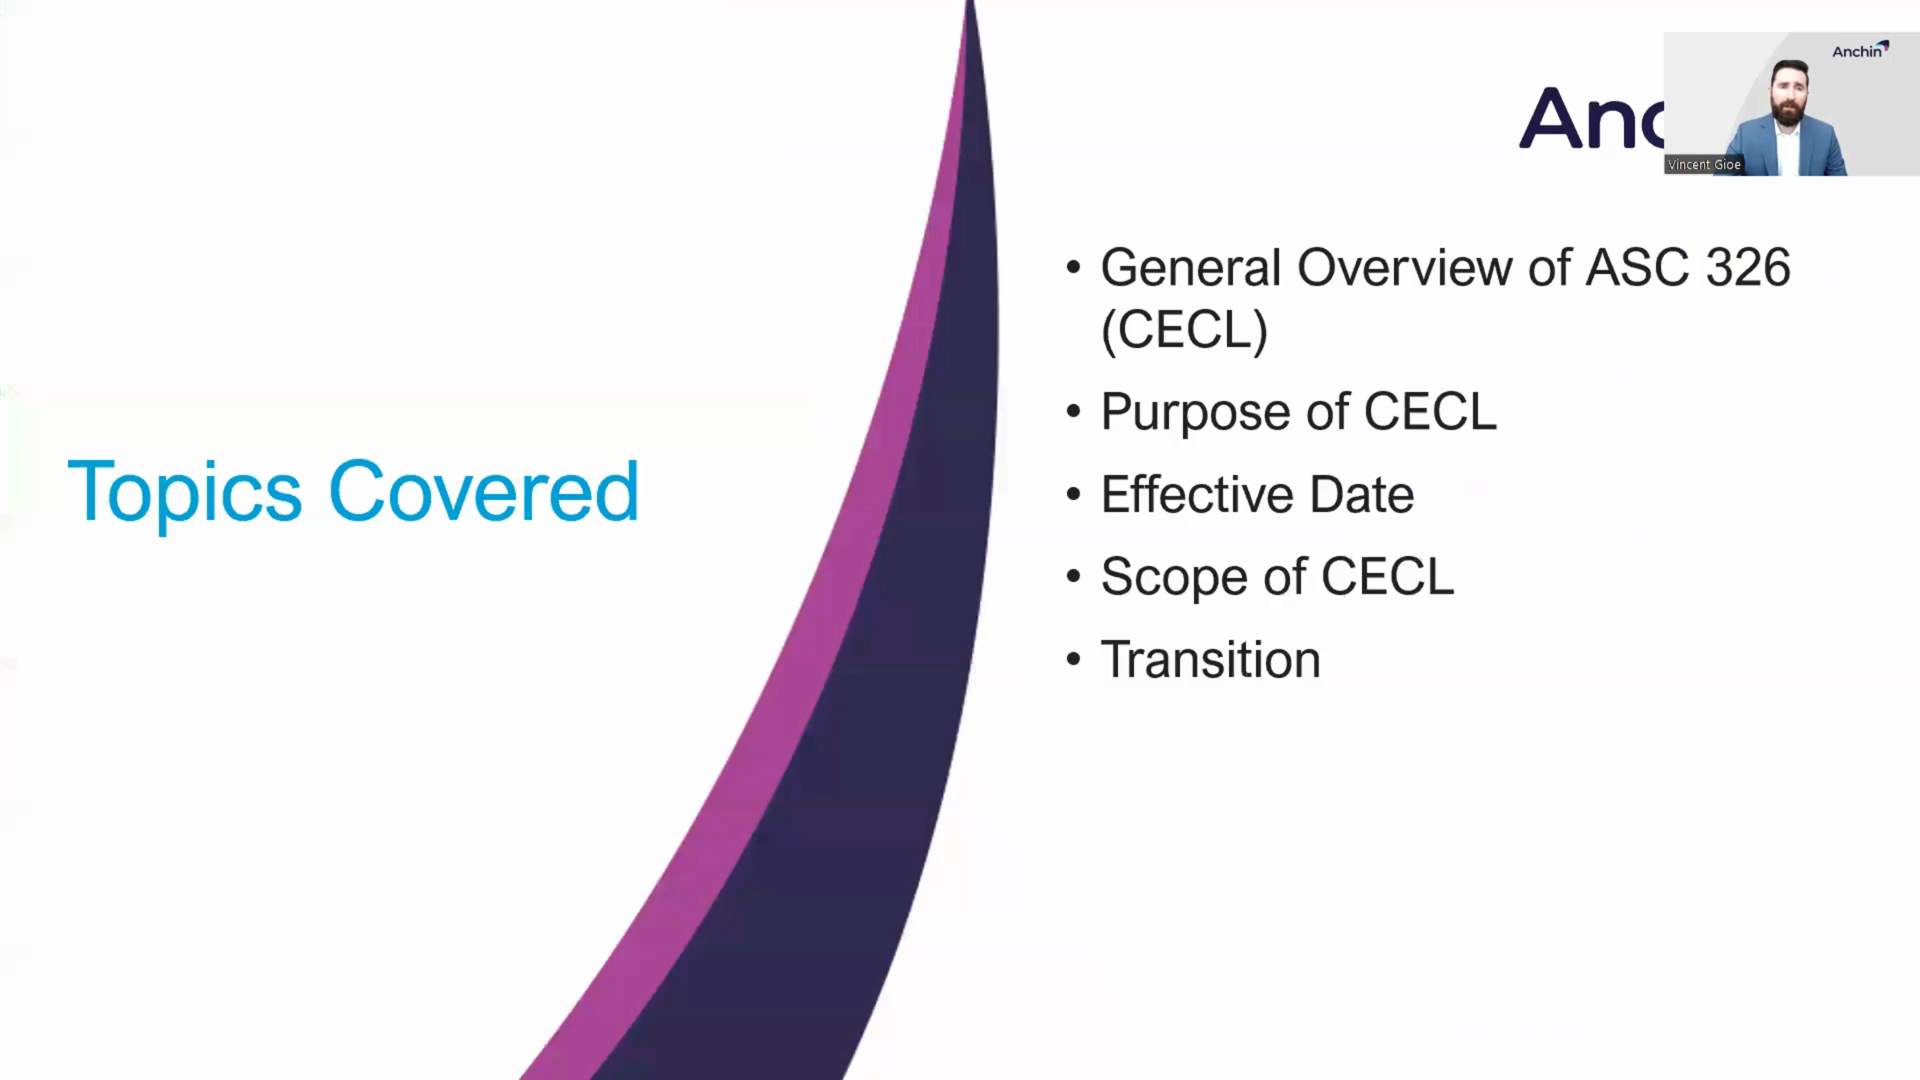 Anchin
Vincent Gioe
• General Overview of ASC 326
(CECL)
• Purpose of CECL
• Effective Date
• Scope of CECL
• Transition
Topics Covered